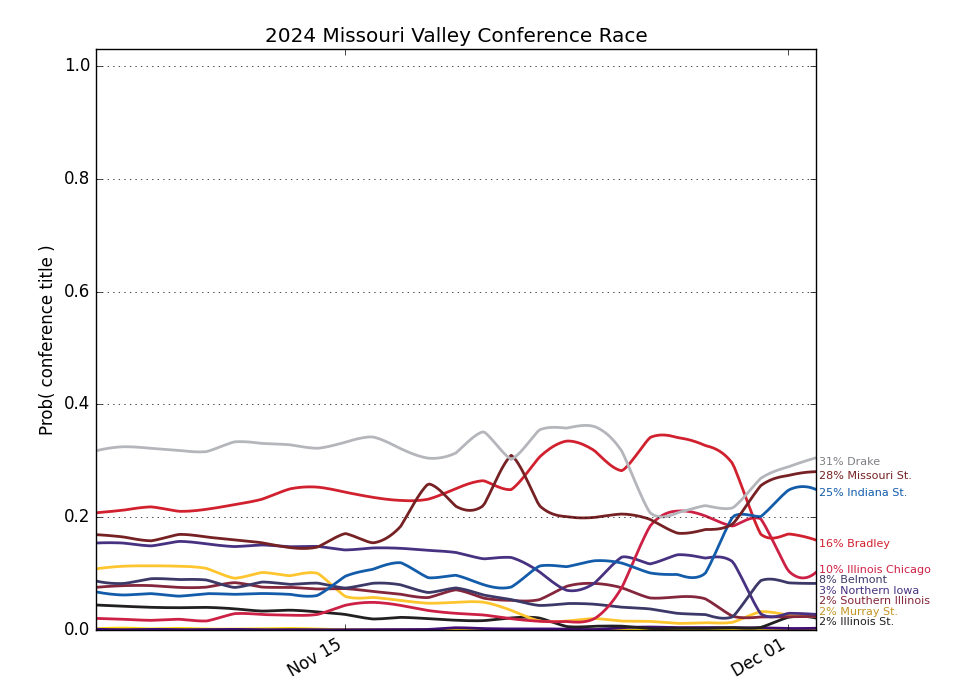 2024 Missouri Valley Conference Race
Prob( conference title )
1.0
0.8
0.6
0.4
0.2
0.0
Nov 15
Dec 01
31% Drake
28% Missouri St.
25% Indiana St.
16% Bradley
10% Illinois Chicago
8% Belmont
3% Northern Iowa
2% Southern Illinois
2% Murray St.
2% Illinois St.